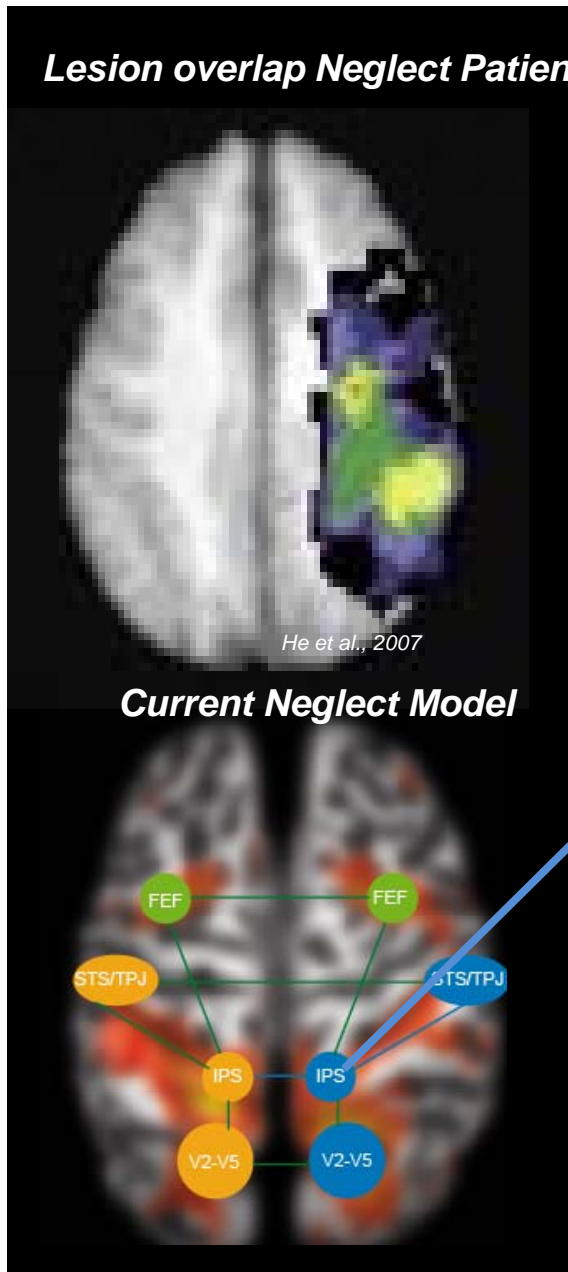 Lesion overlap Neglect Patien
He et al., 2007
Current Neglect Model
FEF FEF
STS/TPJ STS/TPJ
IPS IPS
V2-V5 V2-V5